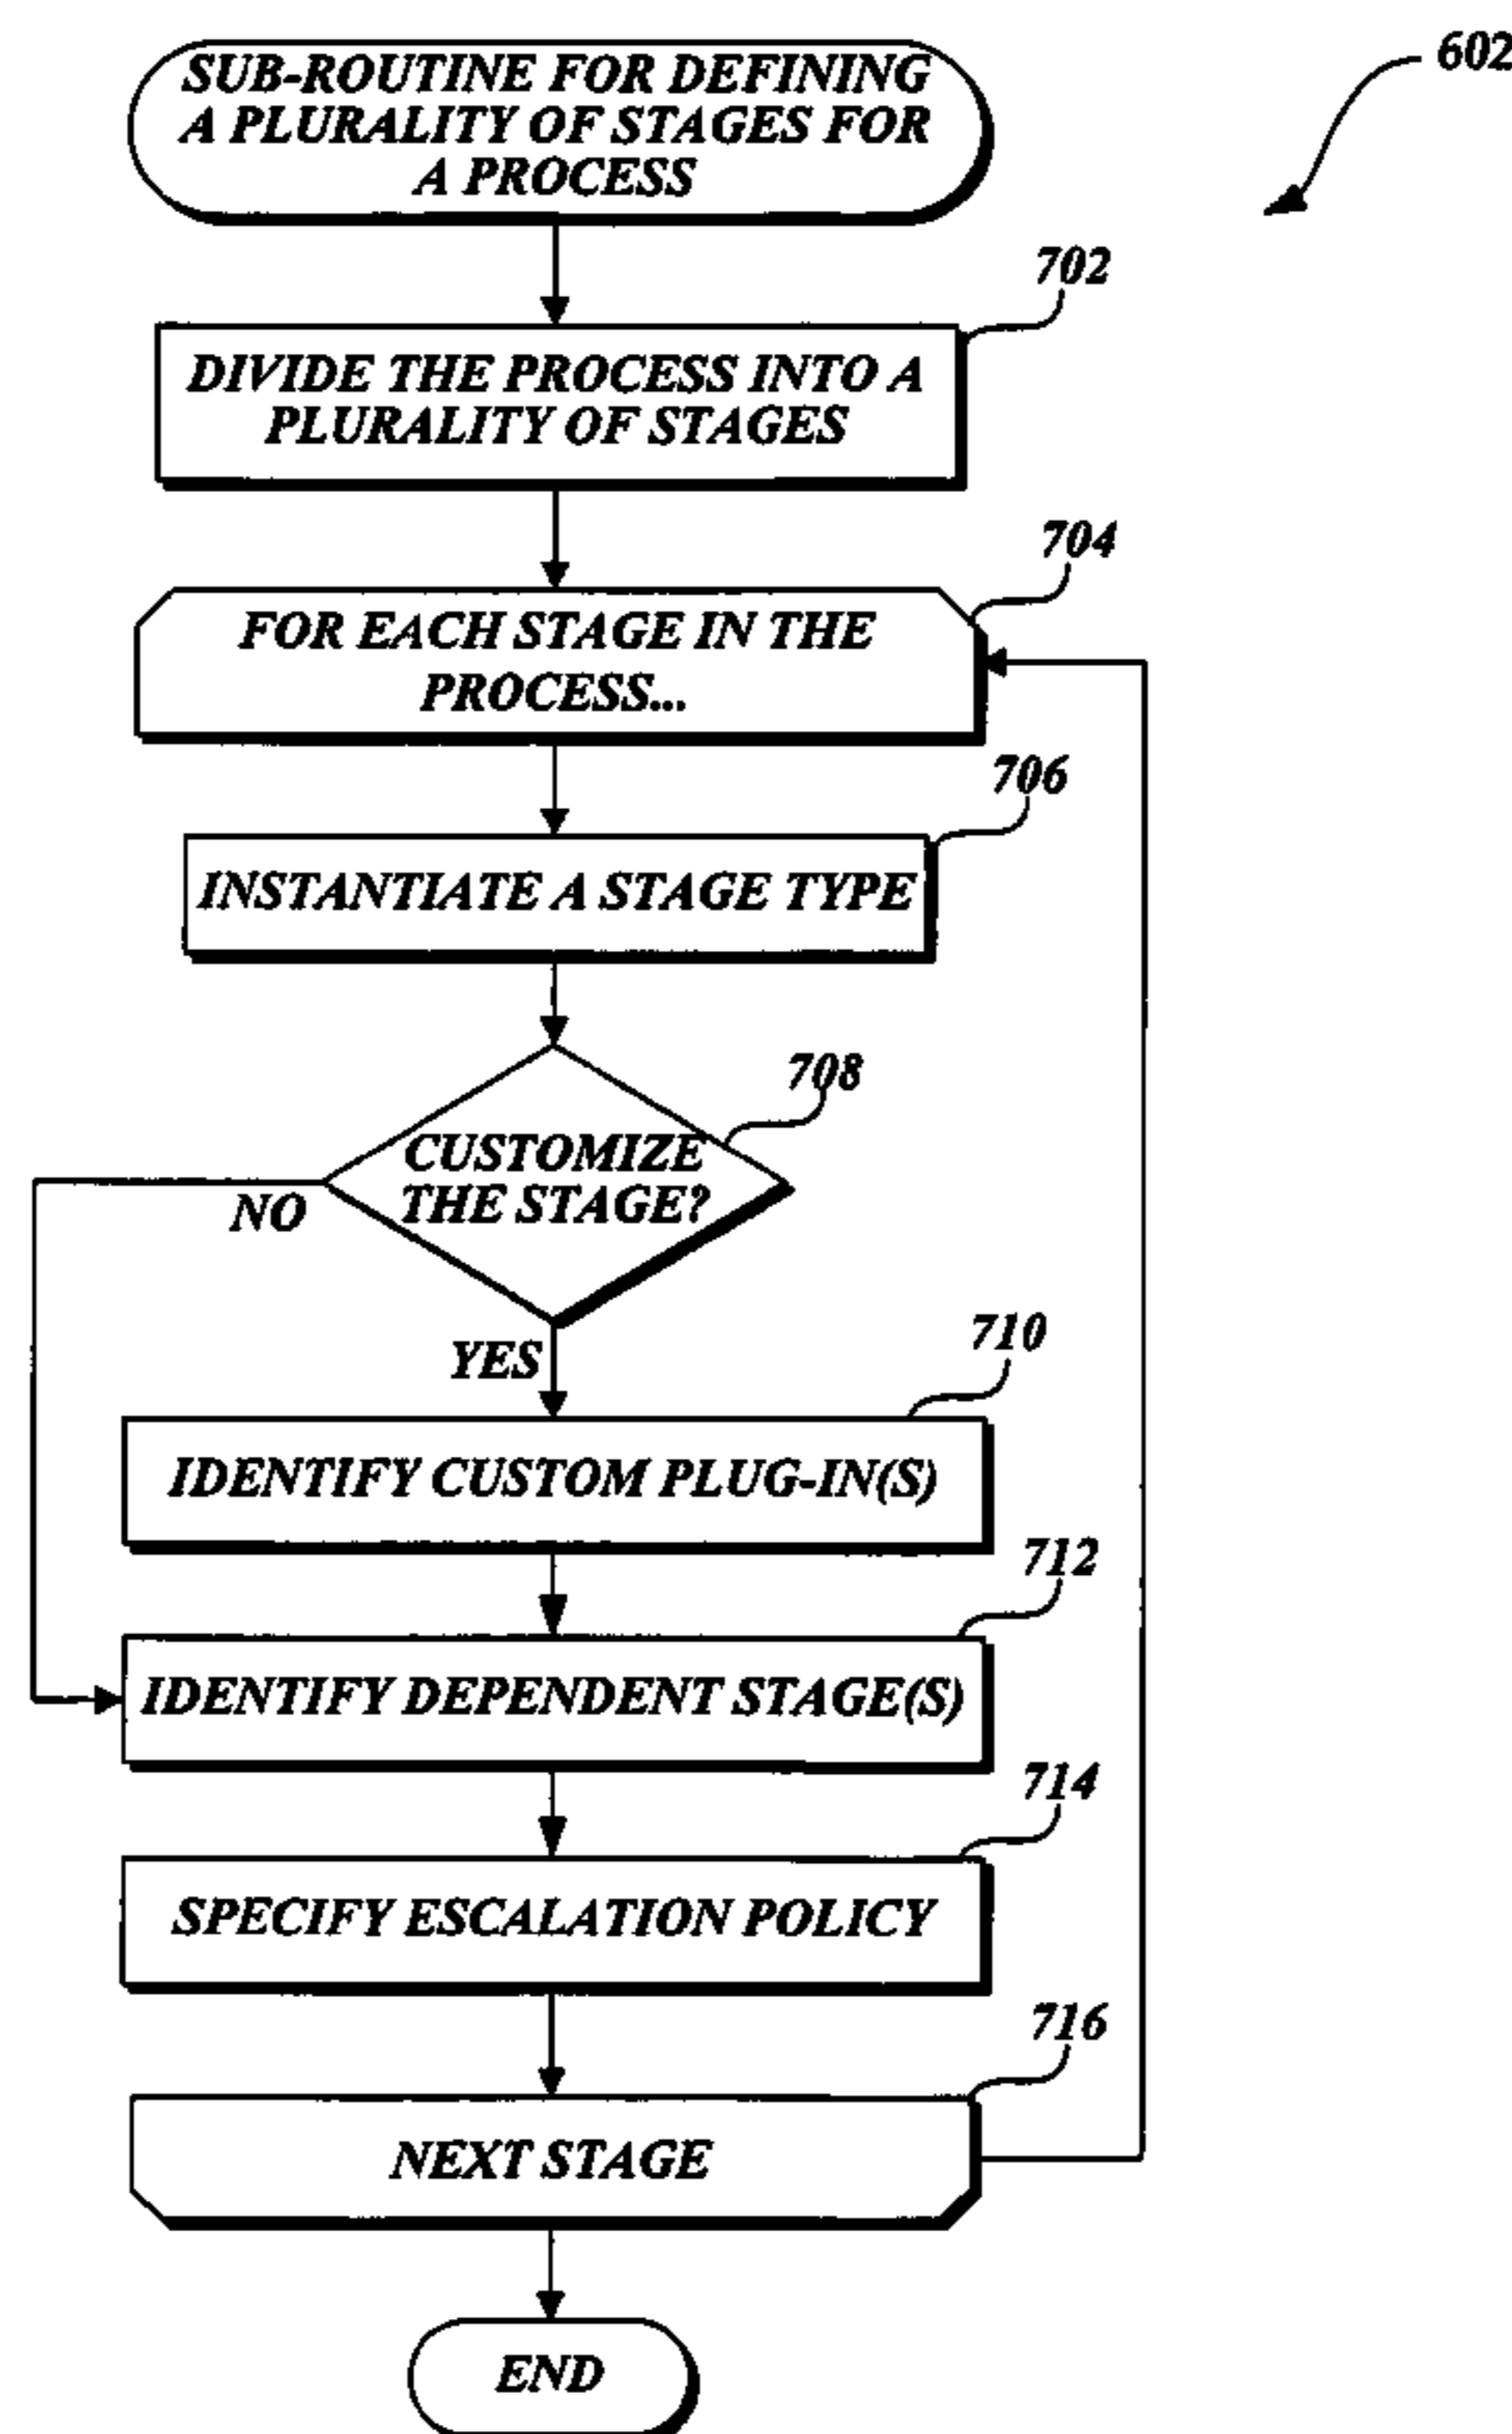 SUB-ROUTINE FOR DEFINING
A PLURALITY OF STAGES FOR
A PROCESS
602
702
DIVIDE THE PROCESS INTO A
PLURALITY OF STAGES
704
FOR EACH STAGE IN THE
PROCESS...
706
INSTANTIATE A STAGE TYPE
708
CUSTOMIZE
THE STAGE?
NO
YES
710
IDENTIFY CUSTOM PLUG-IN(S)
712
IDENTIFY DEPENDENT STAGE(S)
714
SPECIFY ESCALATION POLICY
716
NEXT STAGE
END